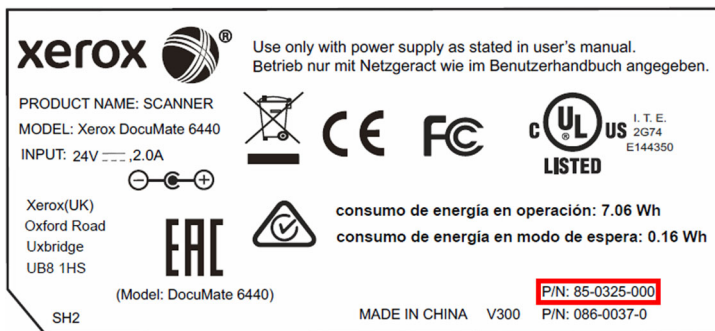 xerox ®
Use only with power supply as stated in user's manual.
Betrieb nur mit Netzgeract wie im Benutzerhandbuch angegeben.
PRODUCT NAME: SCANNER
MODEL: Xerox DocuMate 6440
INPUT: 24V ⎓ ,2.0A
CE
FC
C UL US
LISTED
I. T. E.
2G74
E144350
Xerox(UK)
Oxford Road
Uxbridge
UB8 1HS
EAC
consumo de energía en operación: 7.06 Wh
consumo de energía en modo de espera: 0.16 Wh
(Model: DocuMate 6440)
P/N: 85-0325-000
SH2
MADE IN CHINA V300 P/N: 086-0037-0